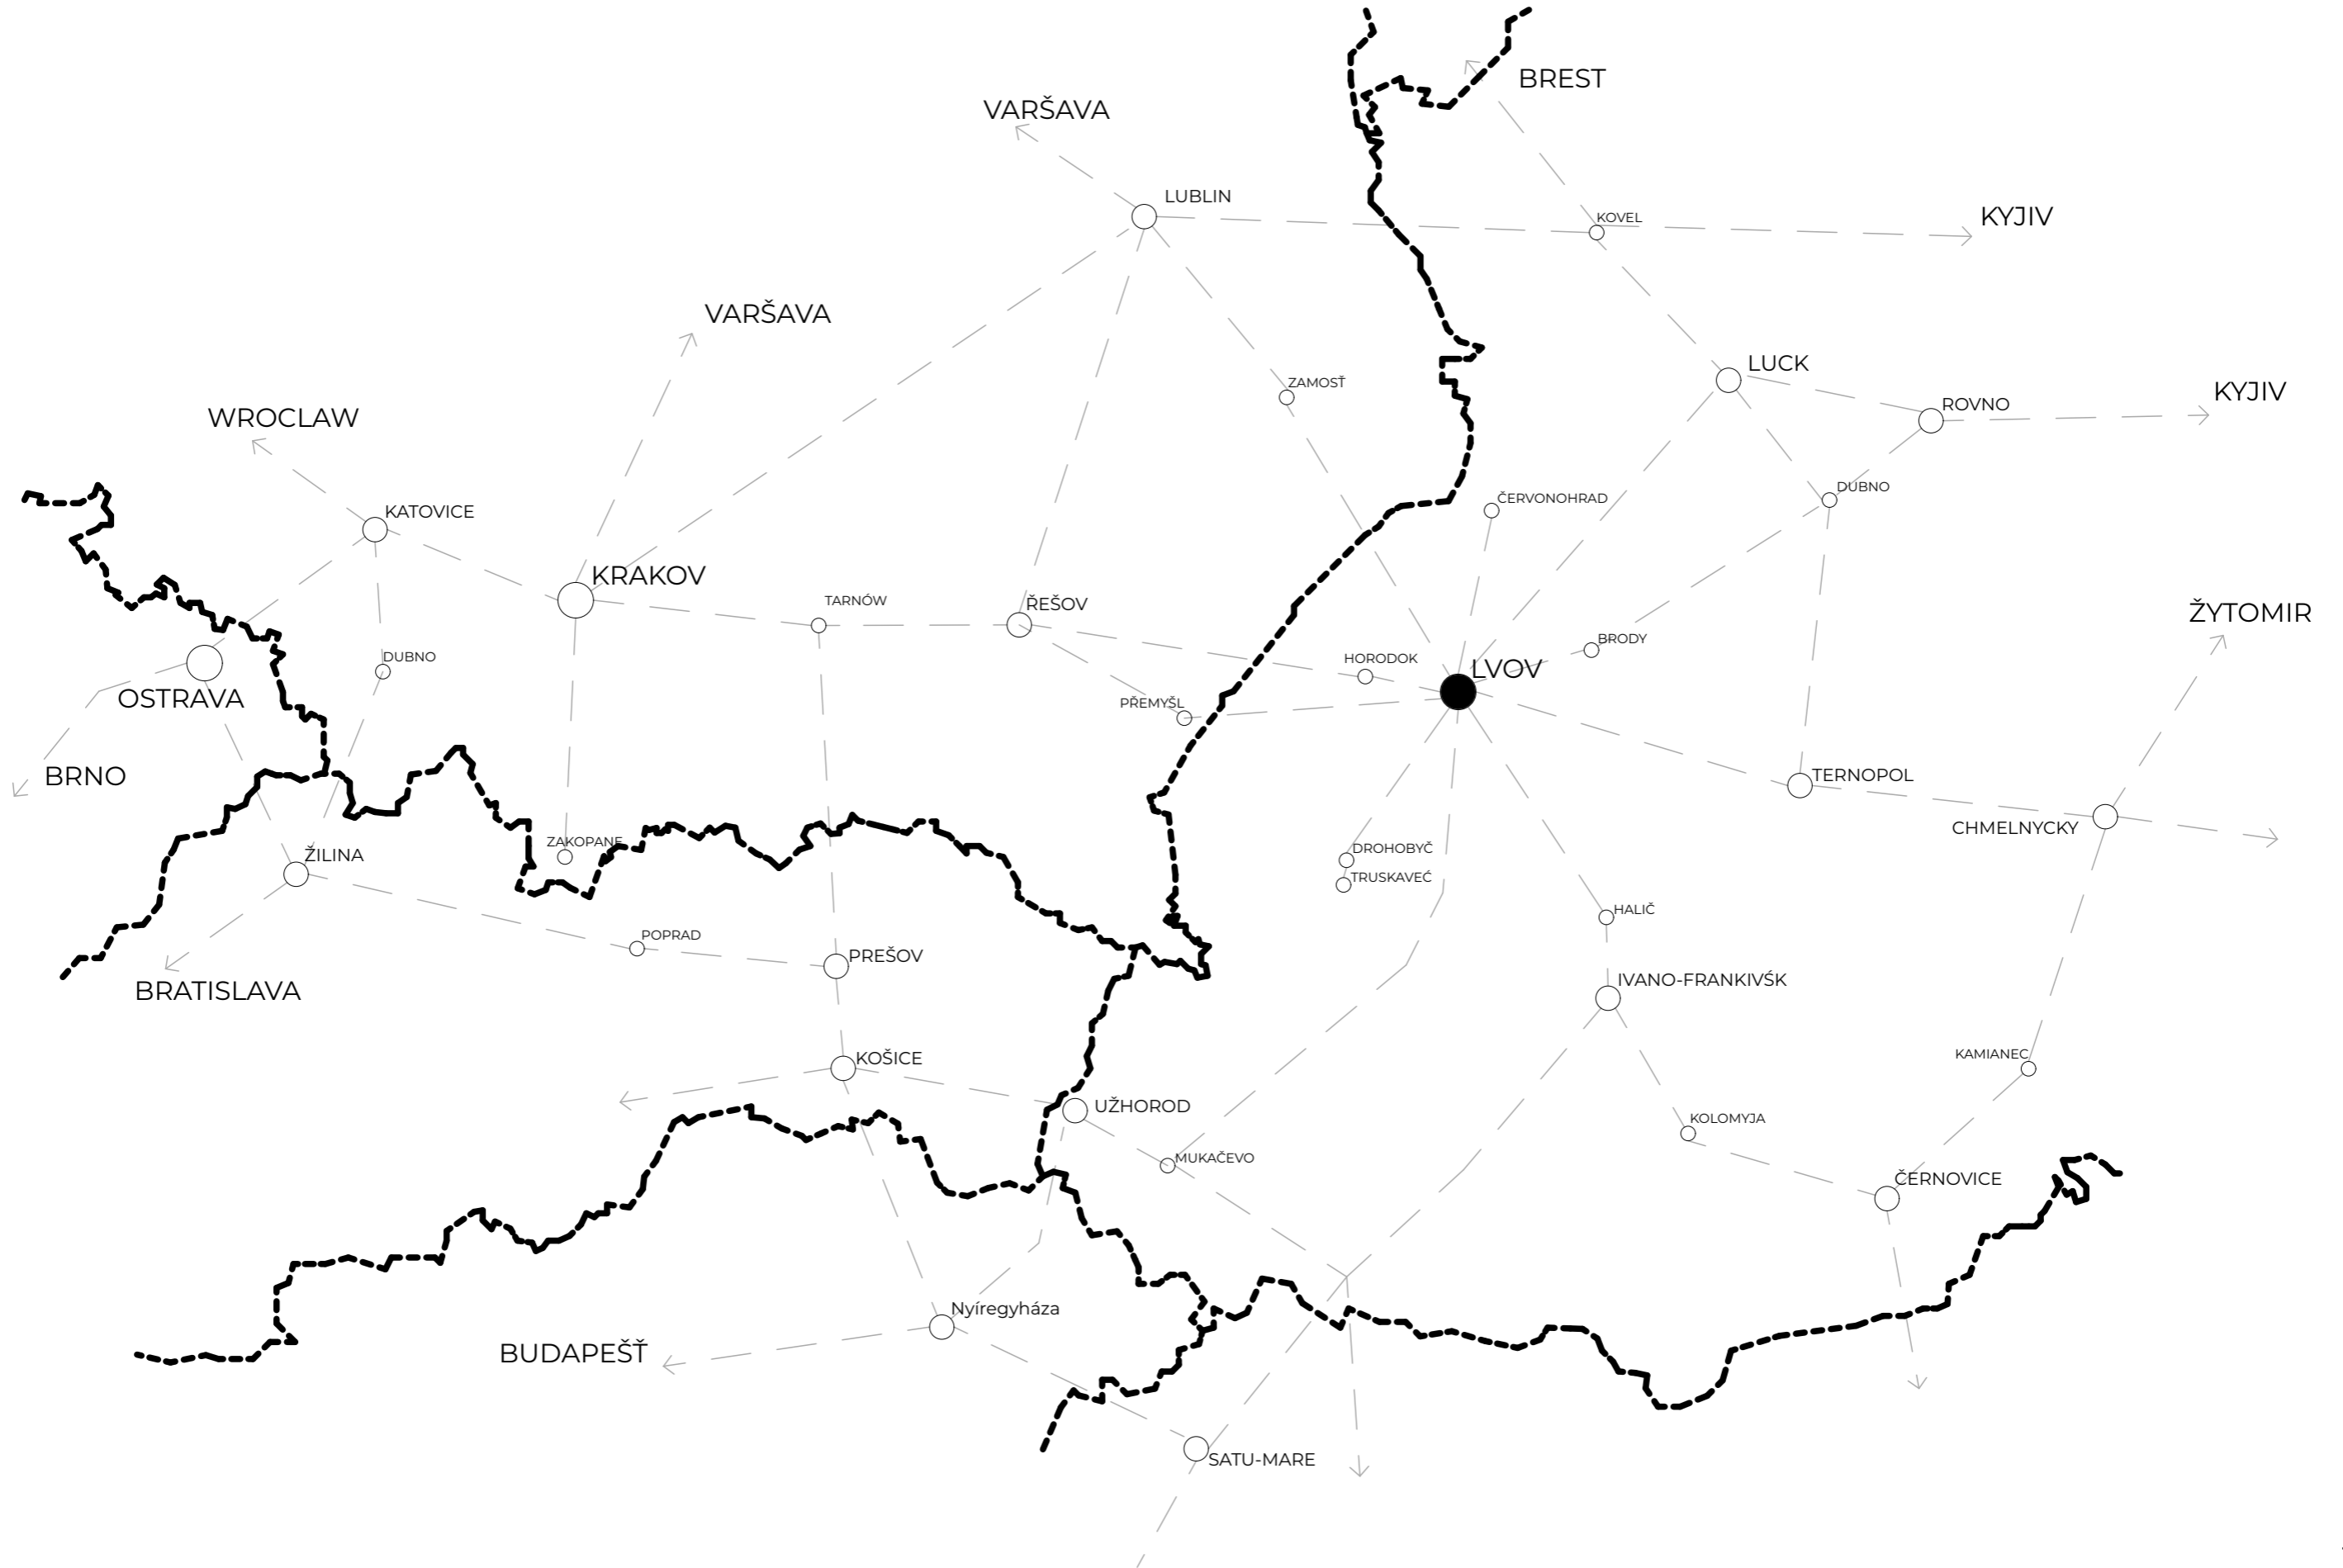 BREST
VARŠAVA
LUBLIN
KOVEL
KYJIV
VARŠAVA
LUCK
ZAMOSŤ
KYJIV
ROVNO
WROCLAW
DUBNO
ČERVONOHRAD
KATOVICE
KRAKOV
TARNÓW
ŘEŠOV
ŽYTOMIR
BRODY
DUBNO
HORODOK
LVOV
OSTRAVA
PŘEMYŠL
BRNO
TERNOPOL
CHMELNYCKY
ZAKOPANE
DROHOBYČ
ŽILINA
TRUSKAVEĆ
HALIČ
POPRAD
PREŠOV
IVANO-FRANKIVŚK
BRATISLAVA
KOŠICE
KAMIANEC
UŽHOROD
KOLOMYJA
MUKAČEVO
ČERNOVICE
Nyíregyháza
BUDAPEŠŤ
SATU-MARE